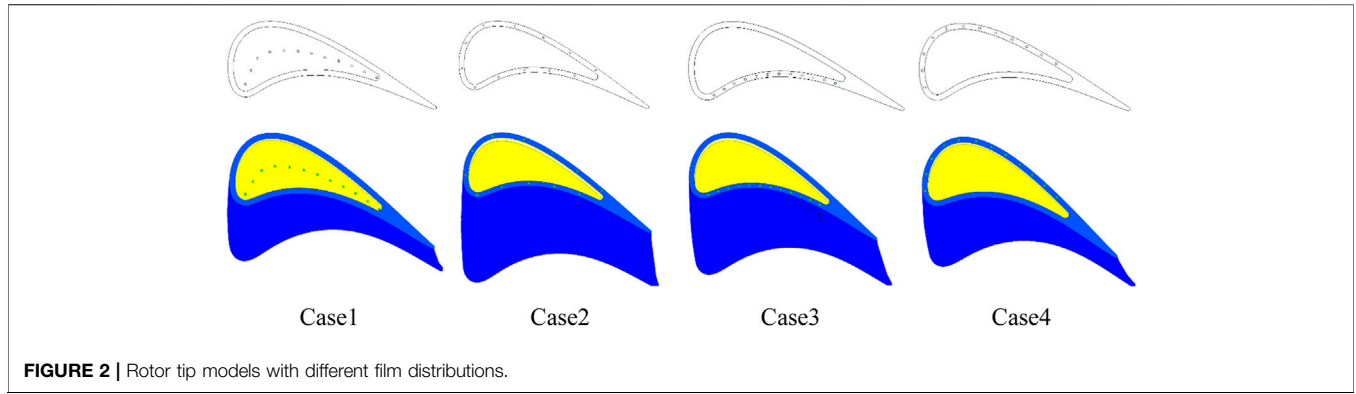 Case1 Case2 Case3 Case4
FIGURE 2 | Rotor tip models with different film distributions.